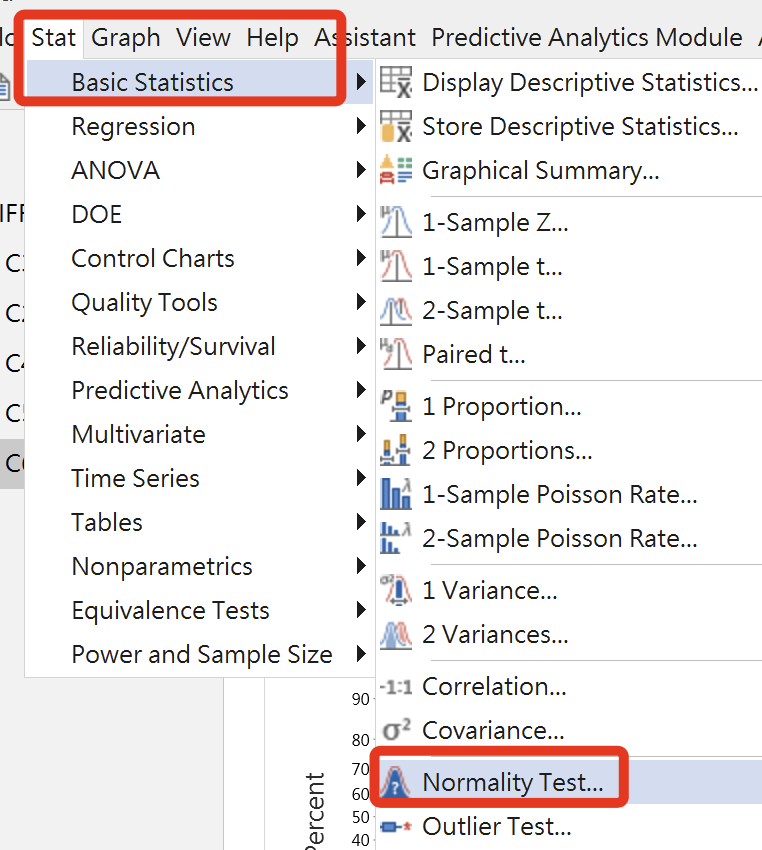 Stat Graph View Help Assistant Predictive Analytics Module
Basic Statistics
Regression
ANOVA
DOE
Control Charts
Quality Tools
Reliability/Survival
Predictive Analytics
Multivariate
Time Series
Tables
Nonparametrics
Equivalence Tests
Power and Sample Size
Display Descriptive Statistics...
Store Descriptive Statistics...
Graphical Summary...
1-Sample Z...
1-Sample t...
2-Sample t...
Paired t...
1 Proportion...
2 Proportions...
1-Sample Poisson Rate...
2-Sample Poisson Rate...
1 Variance...
2 Variances...
Correlation...
Covariance...
Normality Test...
Outlier Test...
90
80
70
60
50
40
Percent